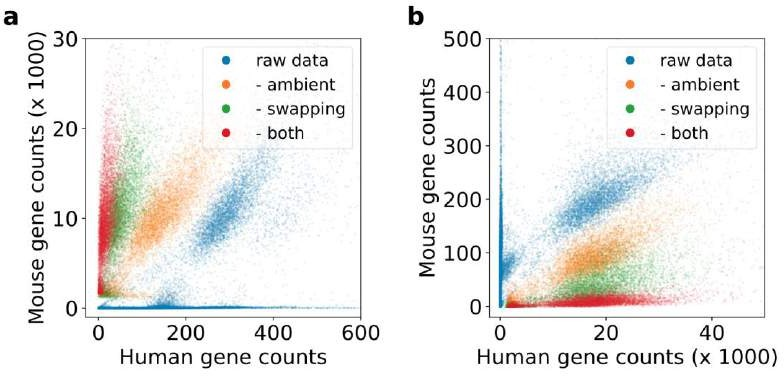 a
Mouse gene counts (x 1000)
30
20
10
0
raw data
- ambient
- swapping
- both
0 200 400 600
Human gene counts
b
Mouse gene counts
500
400
300
200
100
0
raw data
- ambient
- swapping
- both
0 20 40
Human gene counts (x 1000)